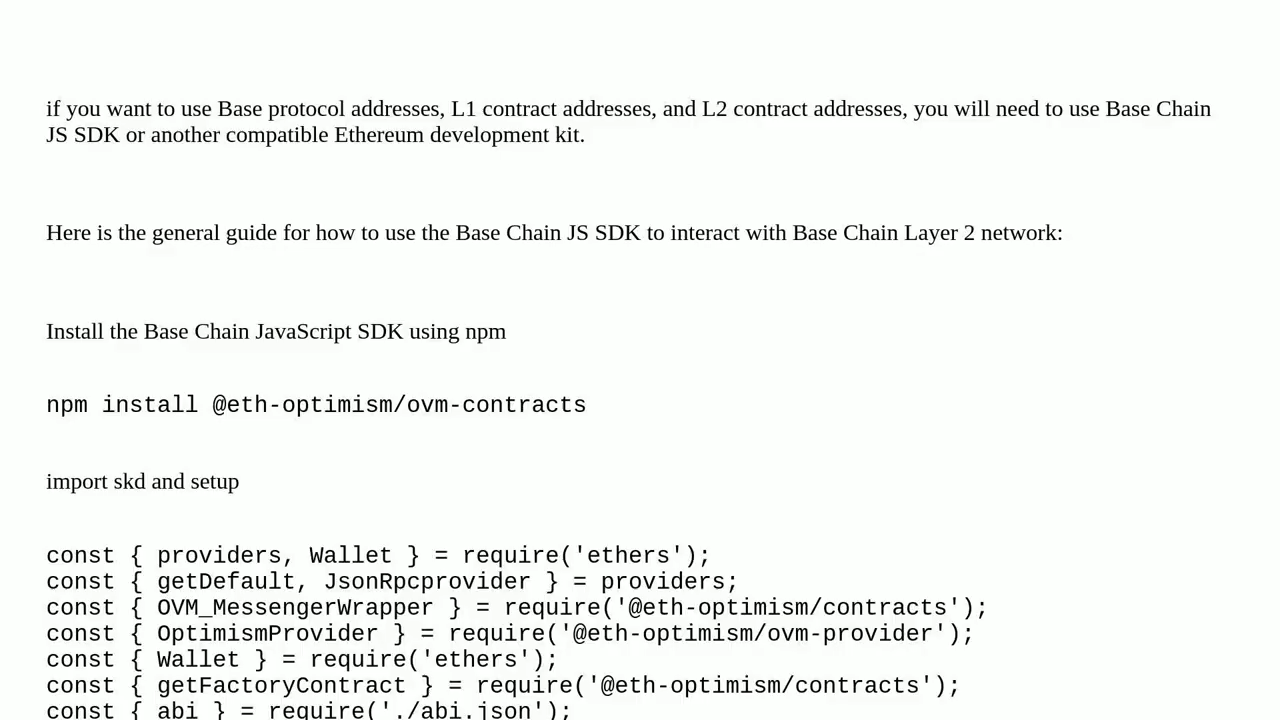 if you want to use Base protocol addresses, L1 contract addresses, and L2 contract addresses, you will need to use Base Chain
JS SDK or another compatible Ethereum development kit.
Here is the general guide for how to use the Base Chain JS SDK to interact with Base Chain Layer 2 network:
Install the Base Chain JavaScript SDK using npm
npm install @eth-optimism/ovm-contracts
import skd and setup
const { providers, Wallet } = require('ethers');
const { getDefault, JsonRpcprovider } = providers;
const { OVM_MessengerWrapper } = require('@eth-optimism/contracts');
const { OptimismProvider } = require('@eth-optimism/ovm-provider');
const { Wallet } = require('ethers');
const { getFactoryContract } = require('@eth-optimism/contracts');
const { abi } = require('./abi.json');